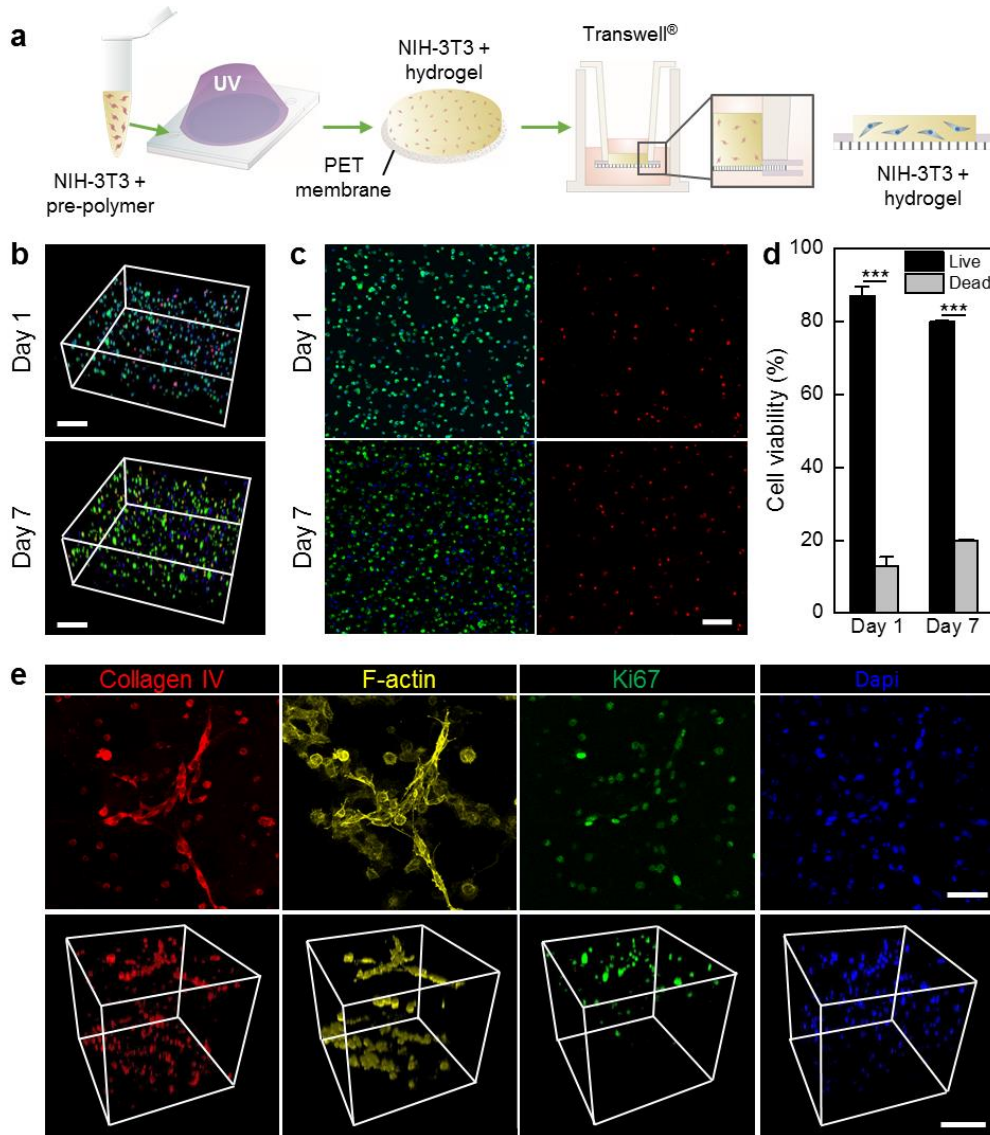 a
NIH-3T3 +
pre-polymer
UV
NIH-3T3 +
hydrogel
PET
membrane
Transwell®
NIH-3T3 +
hydrogel
b
Day 1
Day 7
c
Day 1
Day 7
d
Cell viability (%)
100
80
60
40
20
0
Live
Dead
***
***
Day 1
Day 7
e
Collagen IV
F-actin
Ki67
Dapi